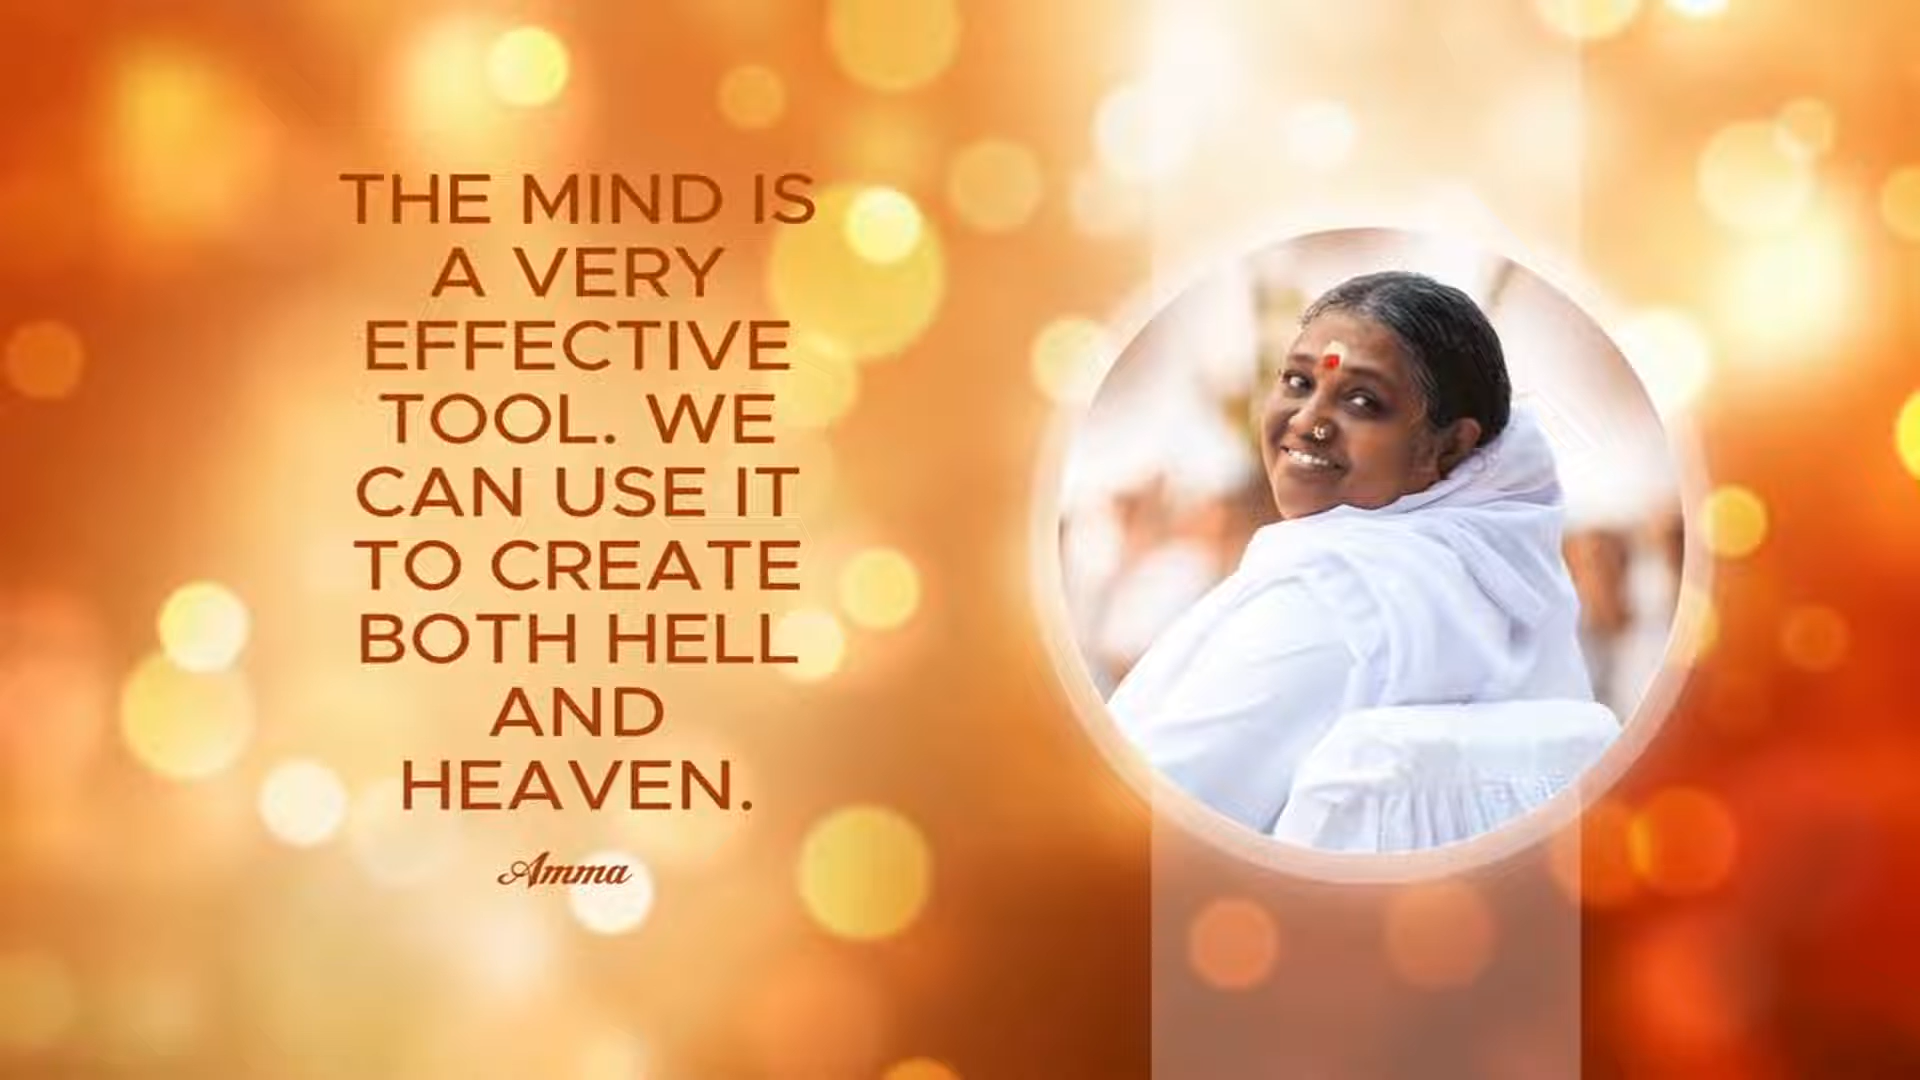 THE MIND IS
A VERY
EFFECTIVE
TOOL. WE
CAN USE IT
TO CREATE
BOTH HELL
AND
HEAVEN.
Amma